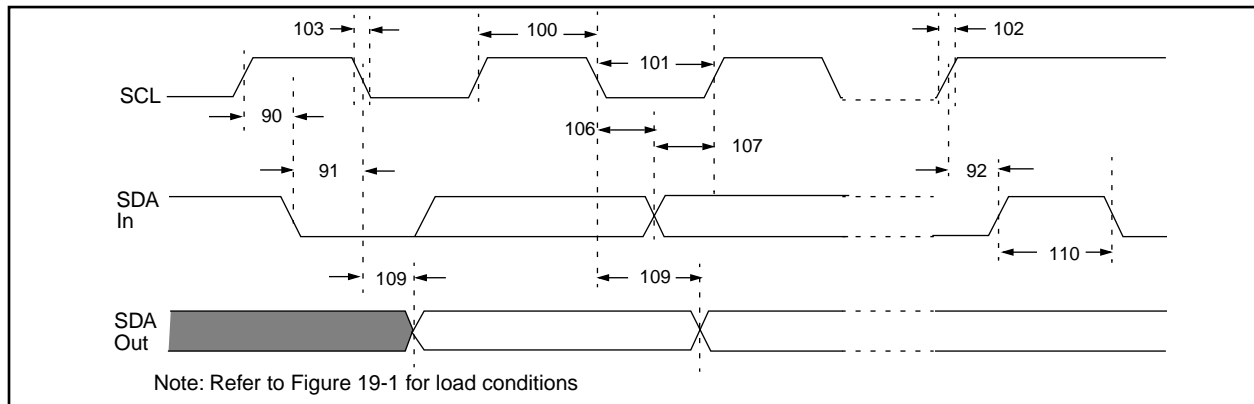 103
100
102
101
SCL
90
106
107
91
92
SDA
In
110
109
109
SDA
Out
Note: Refer to Figure 19-1 for load conditions